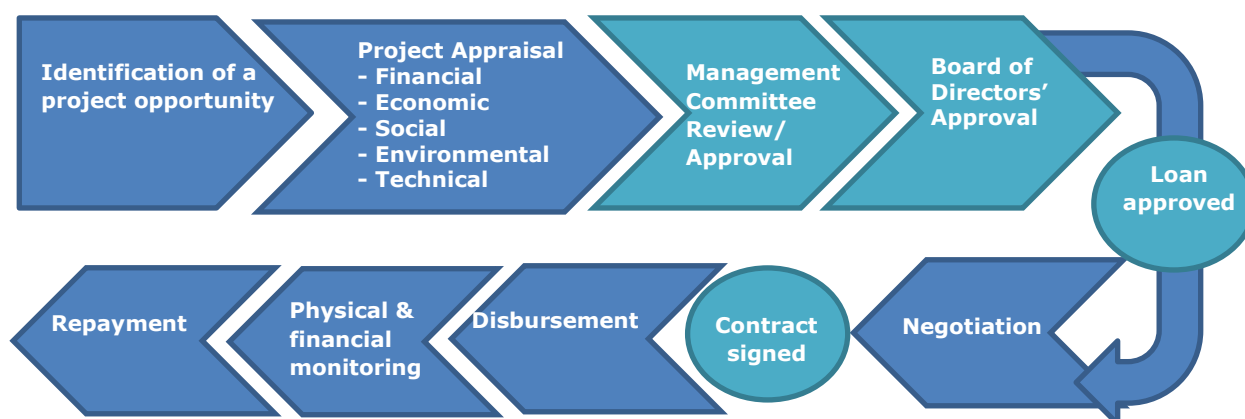 Identification of a
project opportunity
Project Appraisal
- Financial
- Economic
- Social
- Environmental
- Technical
Management
Committee
Review/
Approval
Board of
Directors’
Approval
Loan
approved
Negotiation
Contract
signed
Disbursement
Physical &
financial
monitoring
Repayment